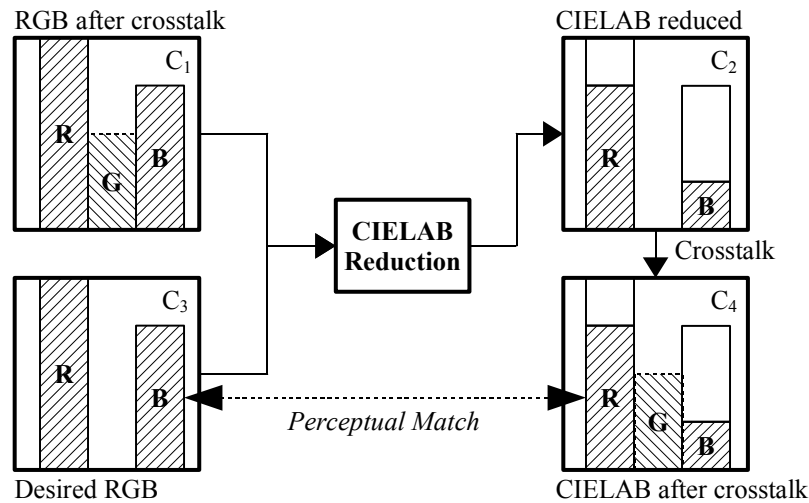 RGB after crosstalk
CIELAB reduced
C1
C2
R
G
B
R
B
CIELAB
Reduction
Crosstalk
C3
C4
R
B
R
G
B
Perceptual Match
Desired RGB
CIELAB after crosstalk